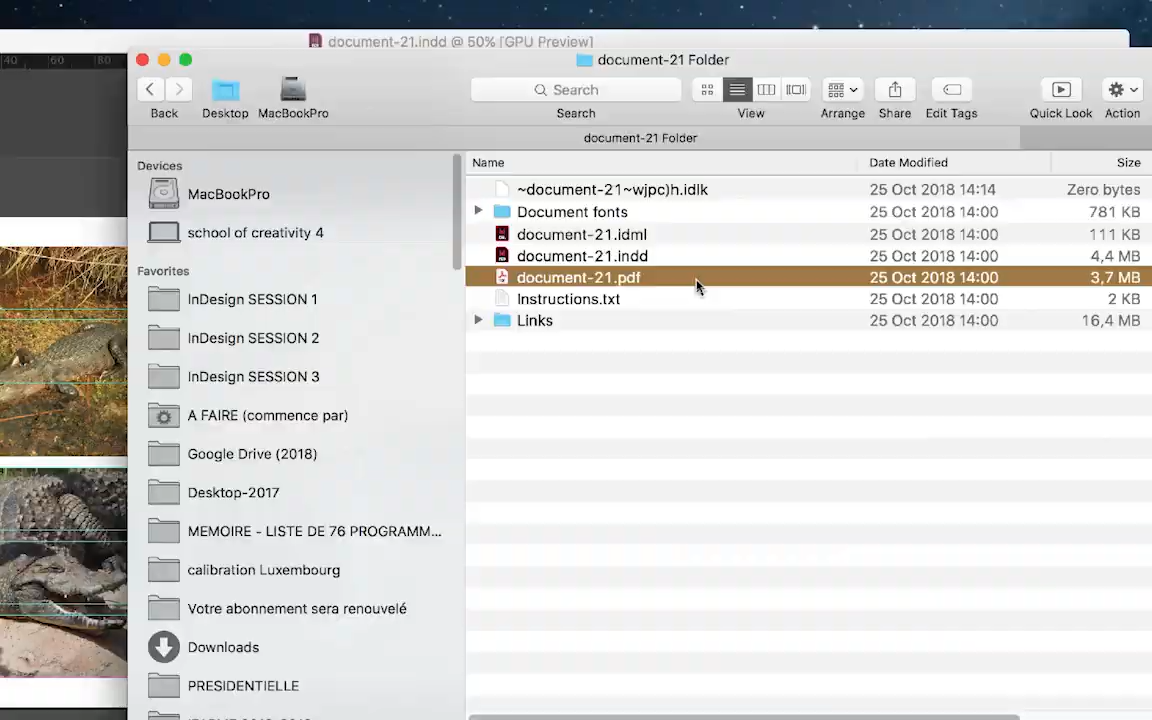 document-21.indd @ 50% [GPU Preview]
40 60 80
document-21 Folder
Search
Back Desktop MacBookPro Search View Arrange Share Edit Tags Quick Look Action
document-21 Folder
Devices
MacBookPro
school of creativity 4
Favorites
InDesign SESSION 1
InDesign SESSION 2
InDesign SESSION 3
A FAIRE (commence par)
Google Drive (2018)
Desktop-2017
MEMOIRE - LISTE DE 76 PROGRAMM...
calibration Luxembourg
Votre abonnement sera renouvelé
Downloads
PRESIDENTIELLE
Name Date Modified Size
~document-21~wjpc)h.idlk 25 Oct 2018 14:14 Zero bytes
Document fonts 25 Oct 2018 14:00 781 KB
document-21.idml 25 Oct 2018 14:00 111 KB
document-21.indd 25 Oct 2018 14:00 4,4 MB
document-21.pdf 25 Oct 2018 14:00 3,7 MB
Instructions.txt 25 Oct 2018 14:00 2 KB
Links 25 Oct 2018 14:00 16,4 MB